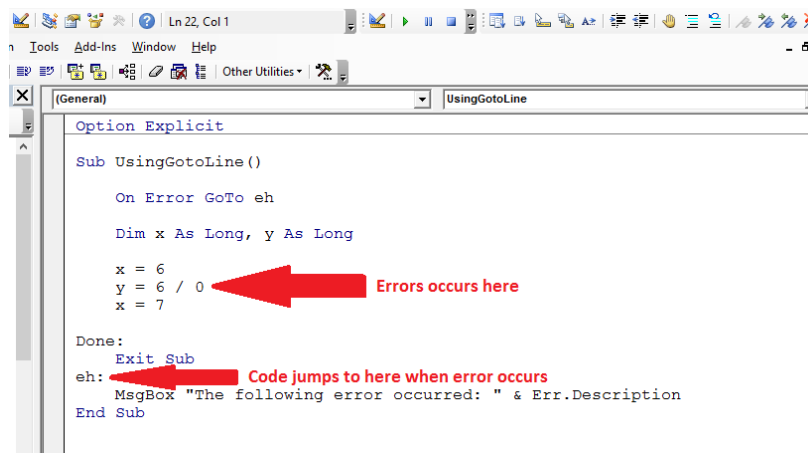 Ln 22, Col 1
Tools Add-Ins Window Help
Other Utilities
(General) UsingGotoLine
Option Explicit
Sub UsingGotoLine()
On Error GoTo eh
Dim x As Long, y As Long
x = 6
y = 6 / 0 Errors occurs here
x = 7
Done:
Exit Sub
eh: Code jumps to here when error occurs
MsgBox "The following error occurred: " & Err.Description
End Sub